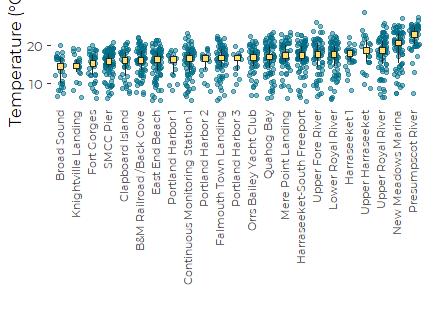 Temperature (°C
20
10
Broad Sound
Knightville Landing
Fort Gorges
SMCC Pier
Clapboard Island
B&M Railroad / Back Cove
East End Beach
Portland Harbor 1
Continuous Monitoring Station 1
Portland Harbor 2
Falmouth Town Landing
Portland Harbor 3
Orrs Bailey Yacht Club
Quahog Bay
Mere Point Landing
Harraseeket-South Freeport
Upper Fore River
Lower Royal River
Harraseeket 1
Upper Harraseeket
Upper Royal River
New Meadows Marina
Presumpscot River